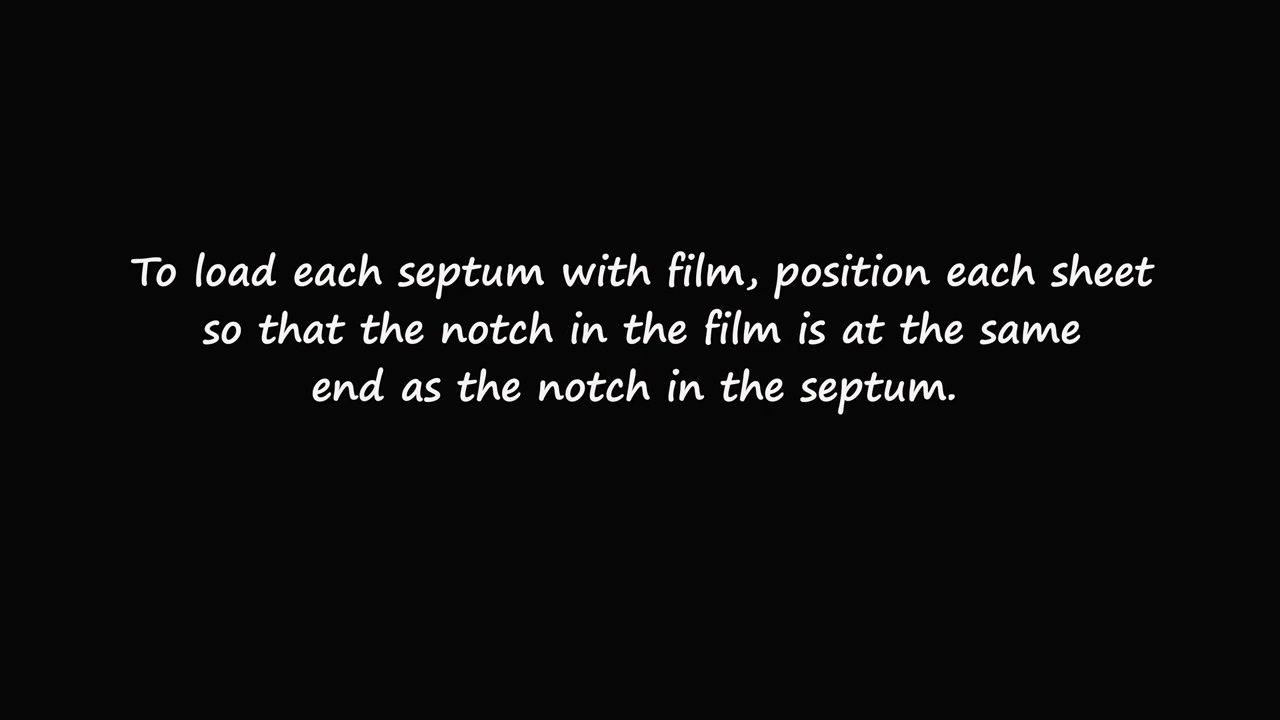 To load each septum with film, position each sheet
so that the notch in the film is at the same
end as the notch in the septum.